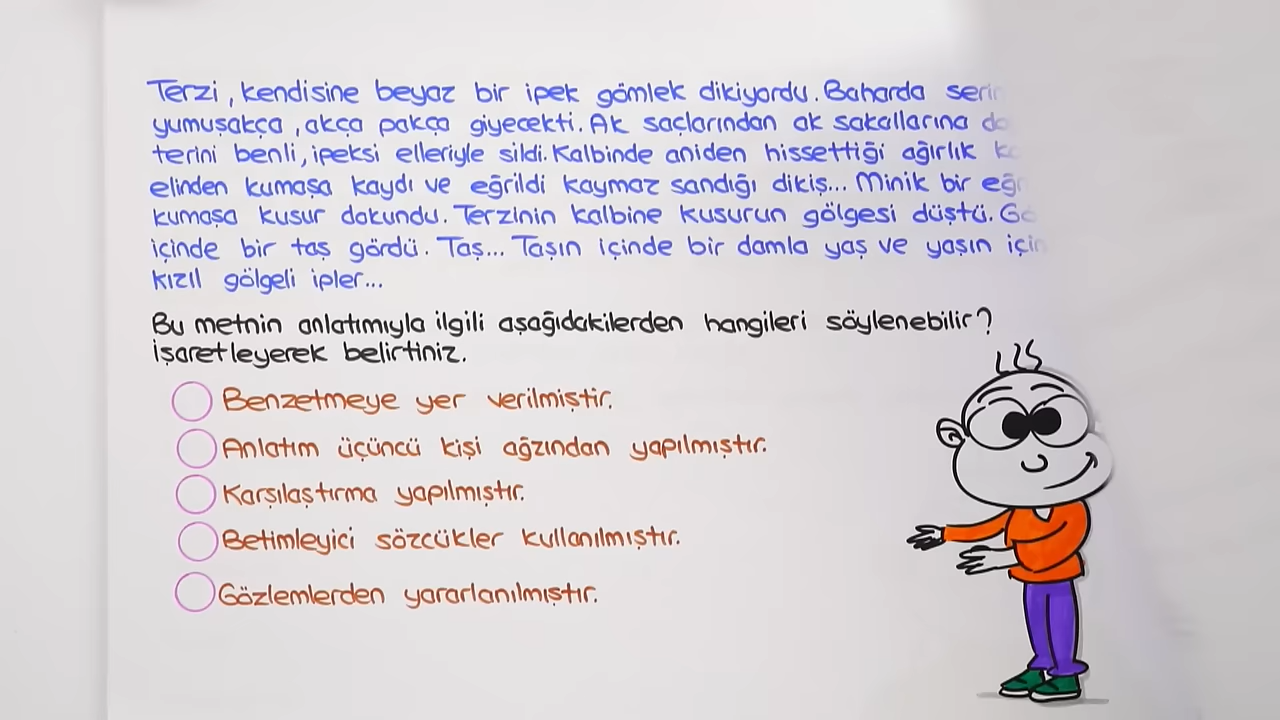 Terzi, kendisine beyaz bir ipek gömlek dikiyordu. Baharda
yumuşakça, akça pakça giyecekti. Ak saçlarından ak sakallarına
terini benli, ipeksi elleriyle sildi. Kalbinde aniden hissettiği ağırlık
elinden kumaşa kaydı ve eğrildi kaymaz sandığı dikiş... Minik bir
kumaşa kusur dokundu. Terzinin kalbine kusurun gölgesi düştü.
içinde bir taş gördü. Taş... Taşın içinde bir damla yaş ve yaşın
kızıl gölgeli ipler...
Bu metnin anlatımıyla ilgili aşağıdakilerden hangileri söylenebilir?
işaretleyerek belirtiniz.
Benzetmeye yer verilmiştir.
Anlatım üçüncü kişi ağzından yapılmıştır.
Karşılaştırma yapılmıştır.
Betimleyici sözcükler kullanılmıştır.
Gözlemlerden yararlanılmıştır.